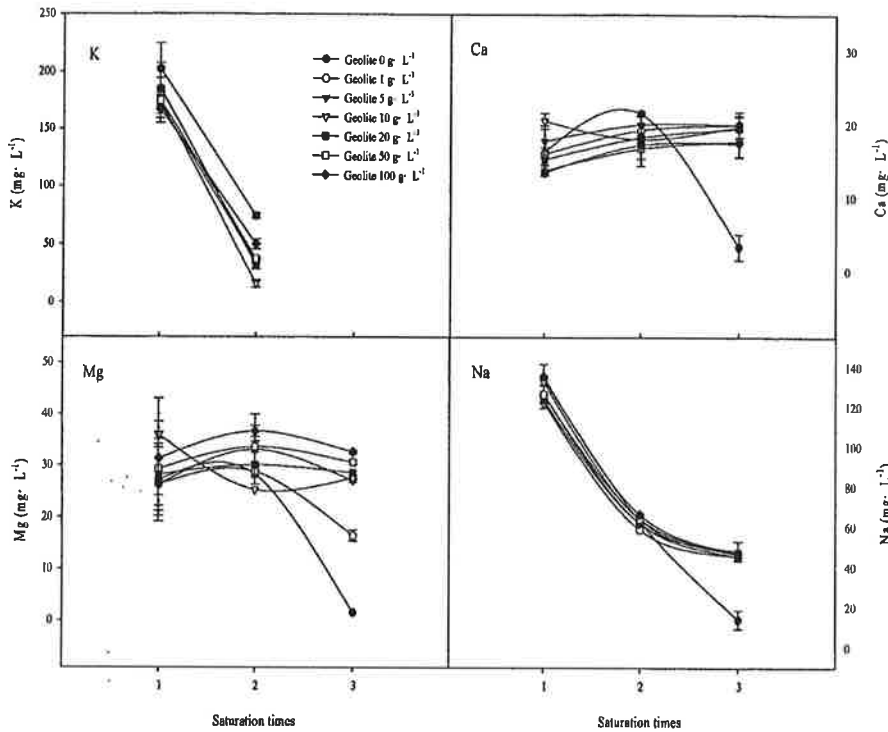 K
250
200
150
100
50
0
K (mg· L⁻¹)
Geolite 0 g· L⁻¹
Geolite 1 g· L⁻¹
Geolite 5 g· L⁻¹
Geolite 10 g· L⁻¹
Geolite 20 g· L⁻¹
Geolite 50 g· L⁻¹
Geolite 100 g· L⁻¹
Ca
30
20
10
0
Ca (mg· L⁻¹)
Mg
50
40
30
20
10
0
Mg (mg· L⁻¹)
1
2
3
Saturation times
Na
140
120
100
80
60
40
20
0
Na (mg· L⁻¹)
1
2
3
Saturation times